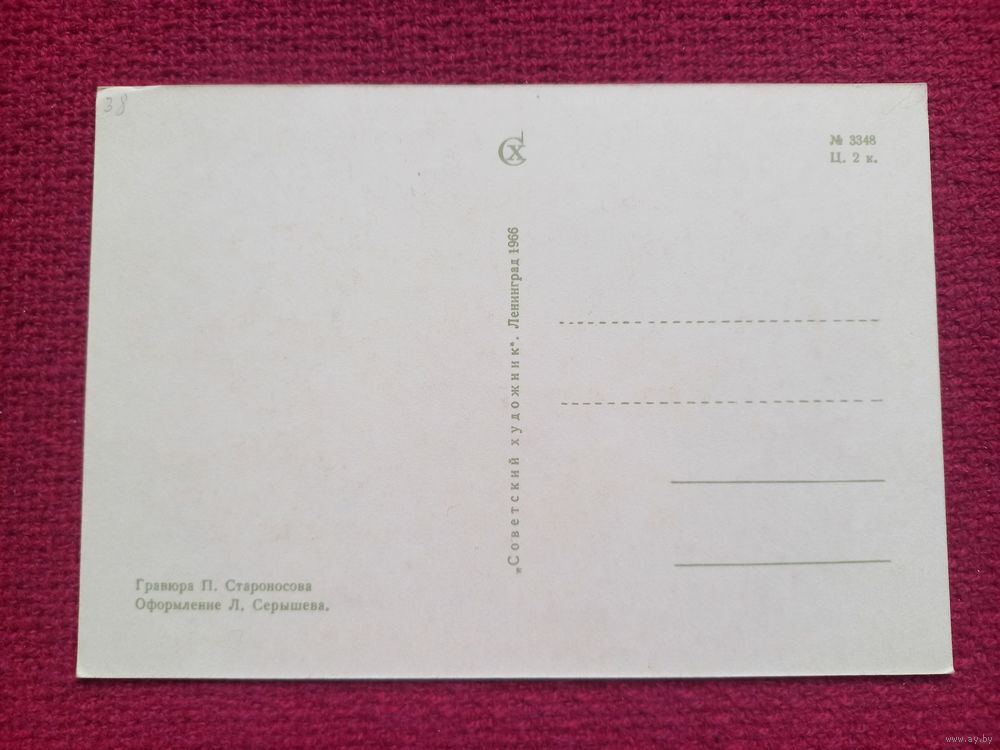 38
СХ
№ 3348
Ц. 2 к.
„Советский художник“. Ленинград 1966
Гравюра П. Староносова
Оформление Л. Серышева.
www.ay.by